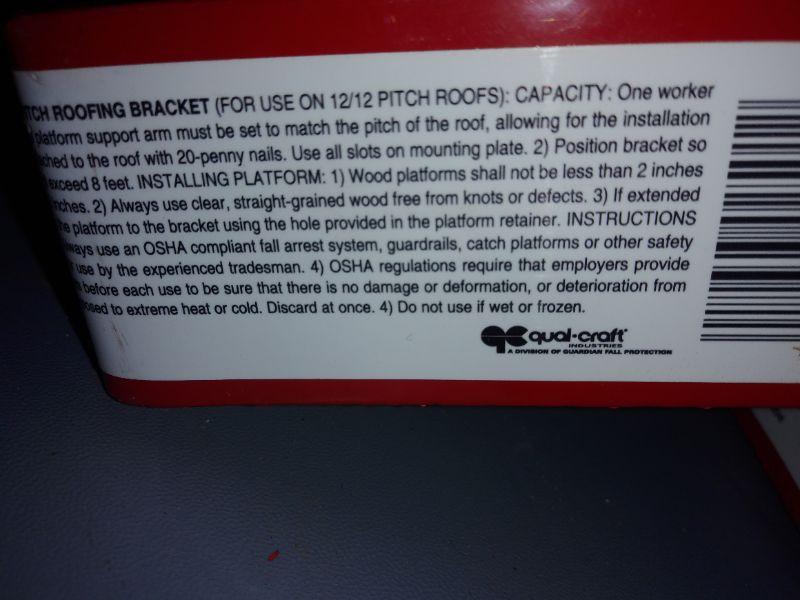 TCH ROOFING BRACKET (FOR USE ON 12/12 PITCH ROOFS): CAPACITY: One worker
platform support arm must be set to match the pitch of the roof, allowing for the installation
ched to the roof with 20-penny nails. Use all slots on mounting plate. 2) Position bracket so
exceed 8 feet. INSTALLING PLATFORM: 1) Wood platforms shall not be less than 2 inches
nches. 2) Always use clear, straight-grained wood free from knots or defects. 3) If extended
e platform to the bracket using the hole provided in the platform retainer. INSTRUCTIONS
ways use an OSHA compliant fall arrest system, guardrails, catch platforms or other safety
use by the experienced tradesman. 4) OSHA regulations require that employers provide
before each use to be sure that there is no damage or deformation, or deterioration from
osed to extreme heat or cold. Discard at once. 4) Do not use if wet or frozen.
qual-craft
INDUSTRIES
A DIVISION OF GUARDIAN FALL PROTECTION